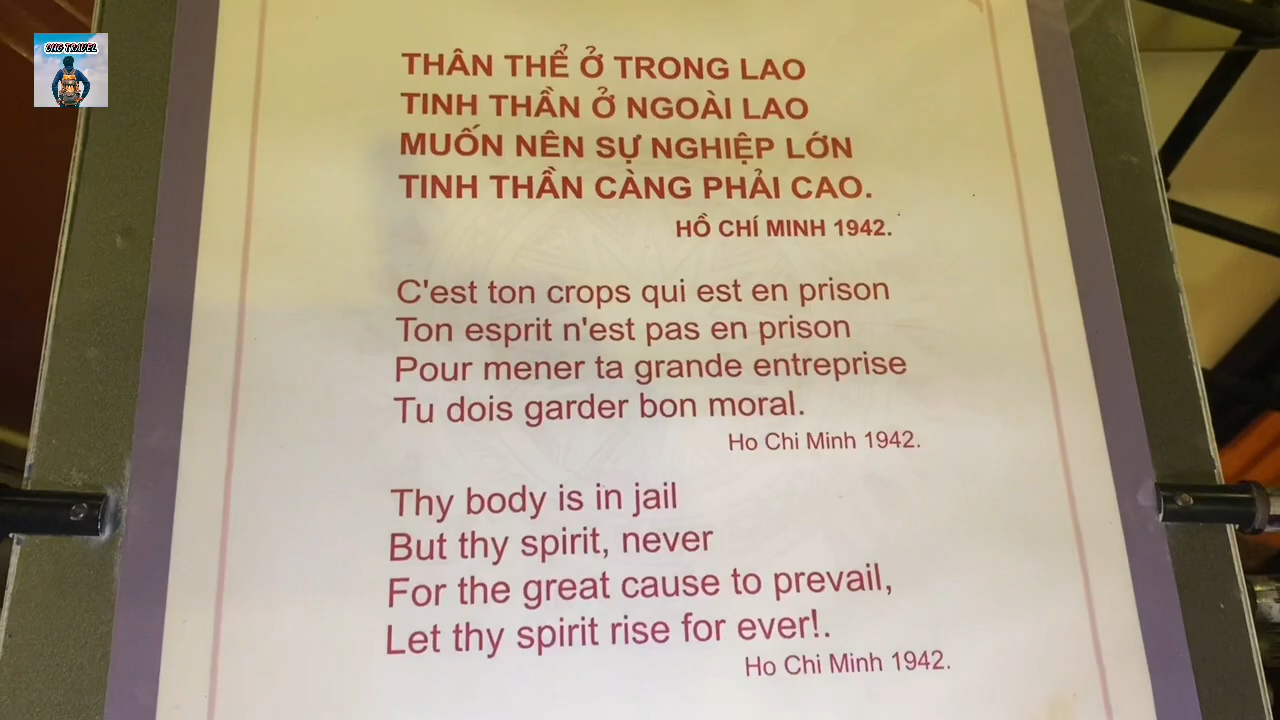 UNG TRAVEL
THÂN THỂ Ở TRONG LAO
TINH THẦN Ở NGOÀI LAO
MUỐN NÊN SỰ NGHIỆP LỚN
TINH THẦN CÀNG PHẢI CAO.
HỒ CHÍ MINH 1942.
C'est ton crops qui est en prison
Ton esprit n'est pas en prison
Pour mener ta grande entreprise
Tu dois garder bon moral.
Ho Chi Minh 1942.
Thy body is in jail
But thy spirit, never
For the great cause to prevail,
Let thy spirit rise for ever!.
Ho Chi Minh 1942.